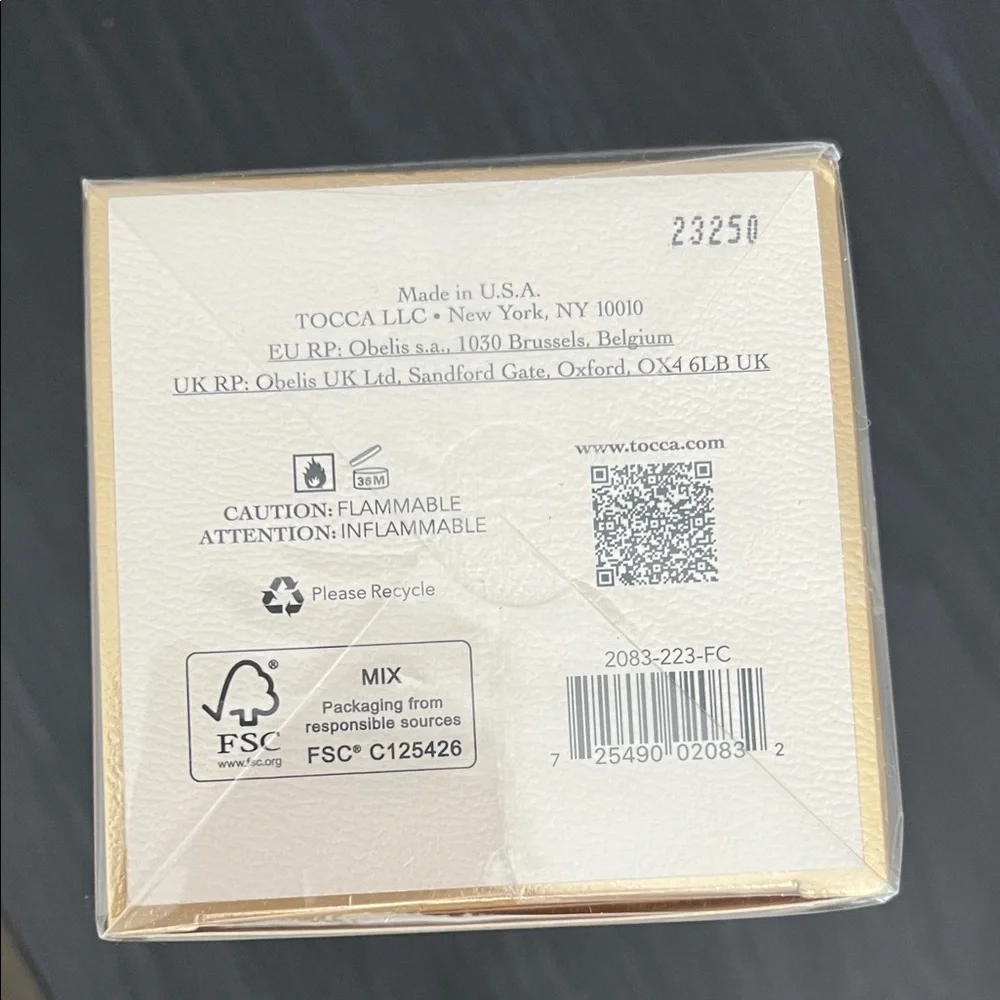 23250
Made in U.S.A.
TOCCA LLC • New York, NY 10010
EU RP: Obelis s.a., 1030 Brussels, Belgium
UK RP: Obelis UK Ltd, Sandford Gate, Oxford, OX4 6LB UK
www.tocca.com
36M
CAUTION: FLAMMABLE
ATTENTION: INFLAMMABLE
Please Recycle
2083-223-FC
7 25490 02083 2
®
FSC
www.fsc.org
MIX
Packaging from
responsible sources
FSC® C125426